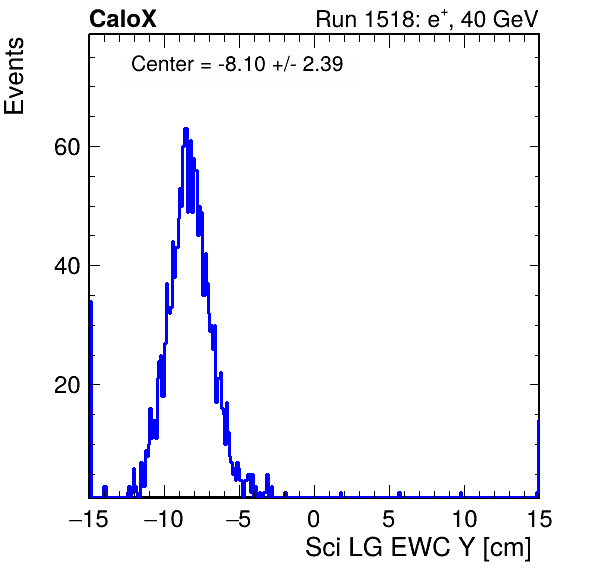 CaloX Run 1518: e⁺, 40 GeV
Center = -8.10 +/- 2.39
Events
60
40
20
−15 −10 −5 0 5 10 15
Sci LG EWC Y [cm]